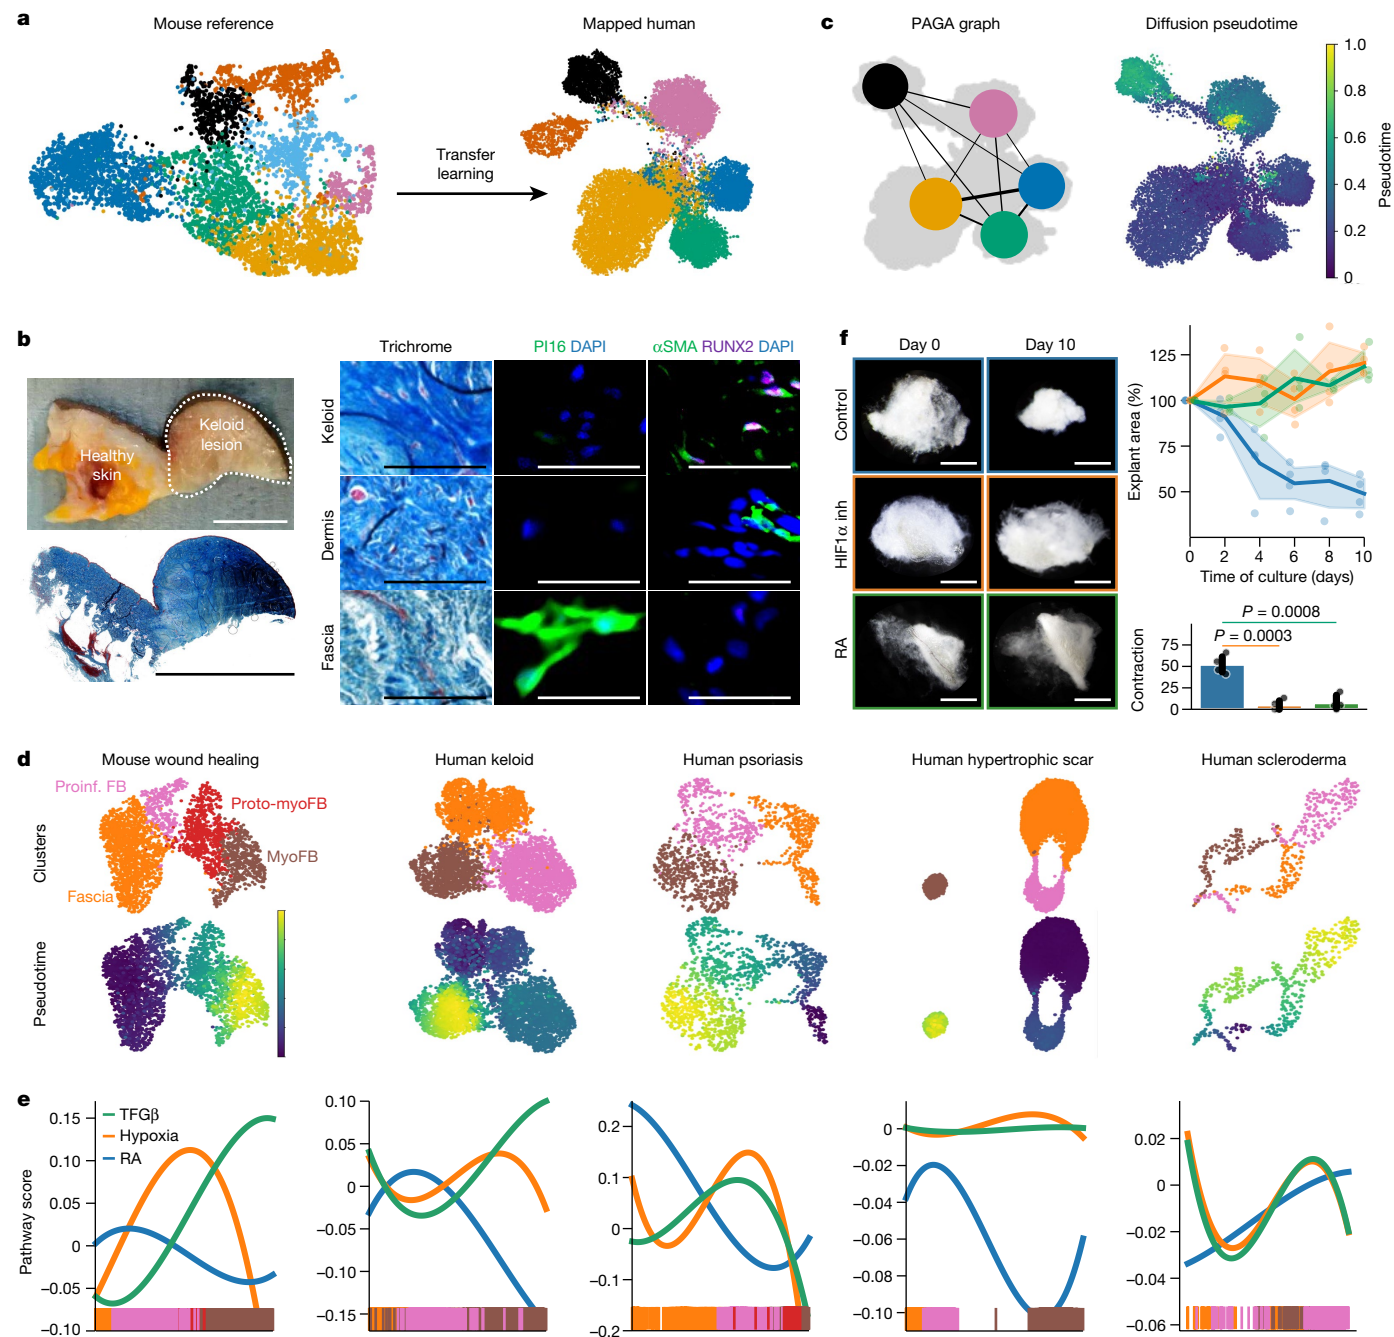 a
Mouse reference
Mapped human
Transfer
learning
c
PAGA graph
Diffusion pseudotime
1.0
0.8
0.6
0.4
0.2
0
Pseudotime
b
Healthy
skin
Keloid
lesion
Trichrome
PI16 DAPI
αSMA RUNX2 DAPI
Keloid
Dermis
Fascia
f
Day 0
Day 10
Control
HIF1α inh
RA
Explant area (%)
125
100
75
50
0
2
4
6
8
10
Time of culture (days)
P = 0.0008
P = 0.0003
Contraction
75
50
25
0
d
Mouse wound healing
Human keloid
Human psoriasis
Human hypertrophic scar
Human scleroderma
Clusters
Proinf. FB
Proto-myoFB
MyoFB
Fascia
Pseudotime
e
Pathway score
0.15
0.10
0.05
0
–0.05
–0.10
TFGβ
Hypoxia
RA
0.10
0.05
0
–0.05
–0.10
–0.15
0.2
0.1
0
–0.1
–0.2
0
–0.02
–0.04
–0.06
–0.08
–0.10
0.02
0
–0.02
–0.04
–0.06